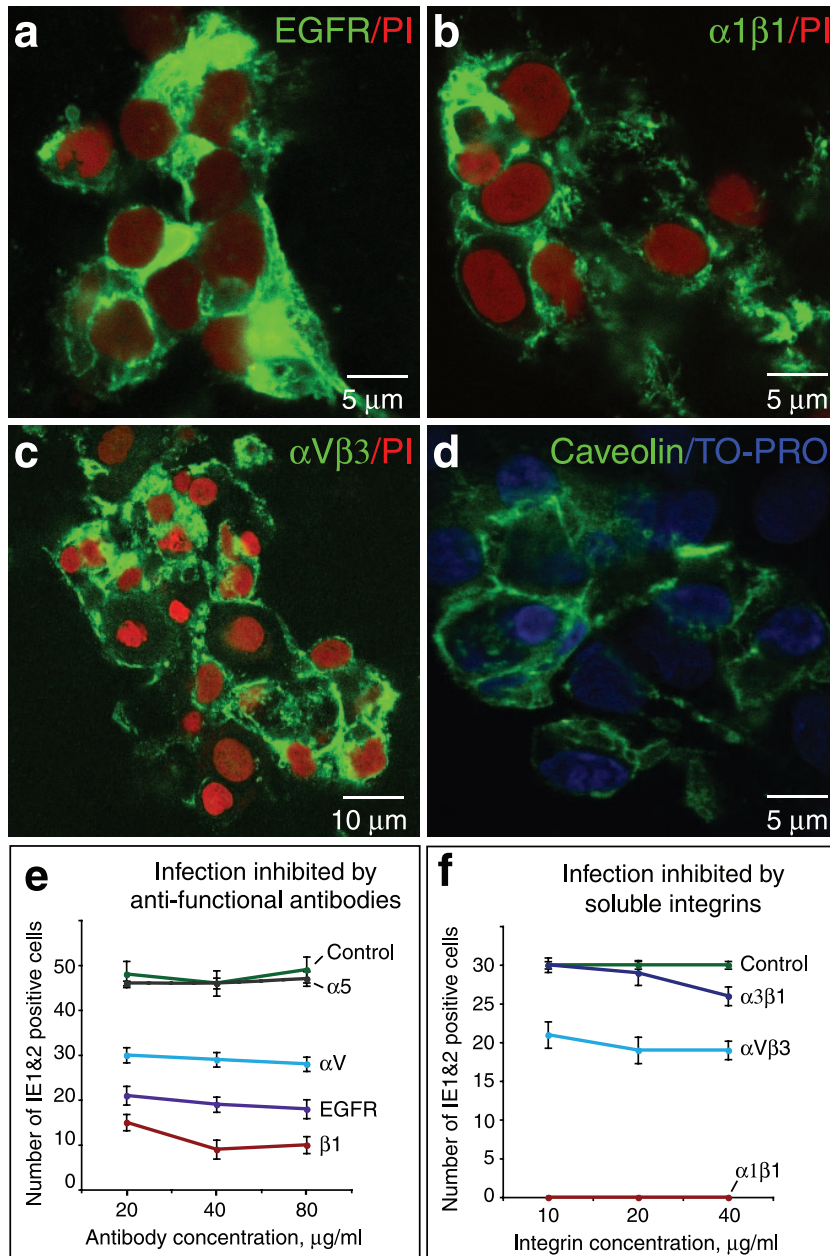 a
EGFR/PI
5 µm
b
α1β1/PI
5 µm
c
αVβ3/PI
10 µm
d
Caveolin/TO-PRO
5 µm
e
Infection inhibited by
anti-functional antibodies
Number of IE1&2 positive cells
50
40
30
20
10
0
Control
α5
αV
EGFR
β1
20 40 80
Antibody concentration, µg/ml
f
Infection inhibited by
soluble integrins
Number of IE1&2 positive cells
30
25
20
15
10
5
0
Control
α3β1
αVβ3
α1β1
10 20 40
Integrin concentration, µg/ml